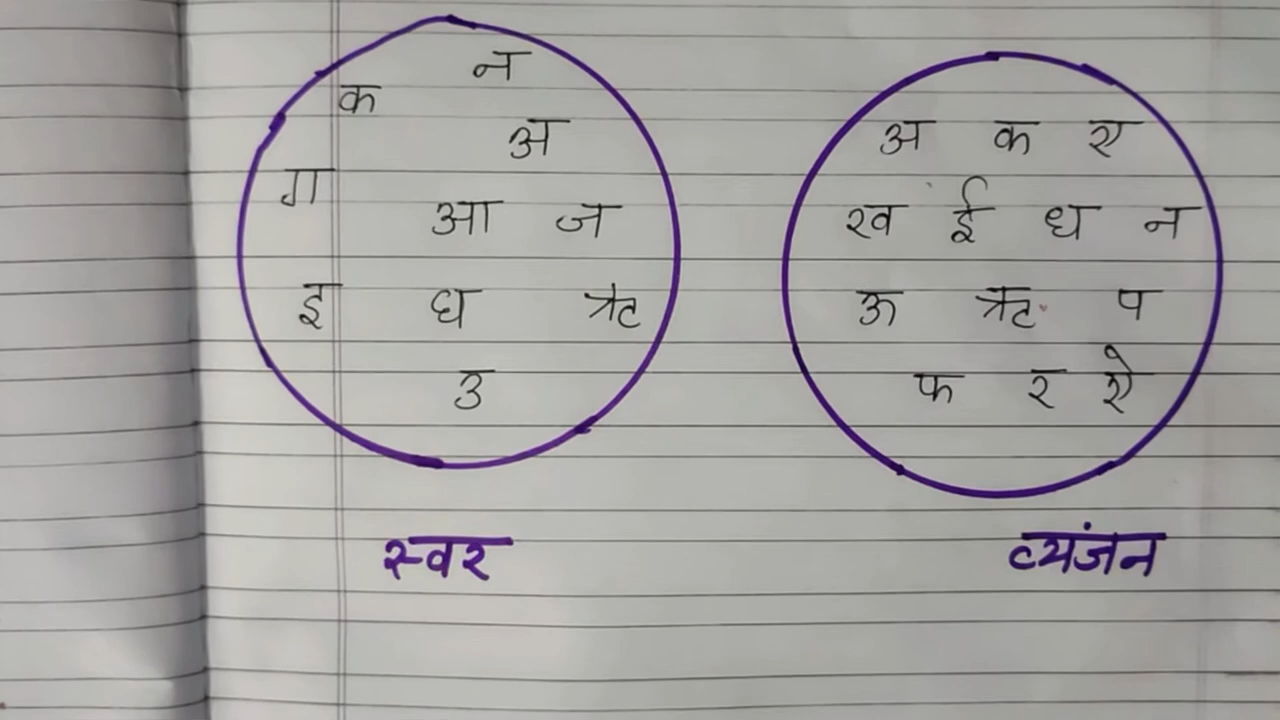 न
क
अ
ग
आ ज
इ ध ऋ
उ
स्वर
अ क ए
ख ई ध न
ऊ ऋ प
फ र ऐ
व्यंजन